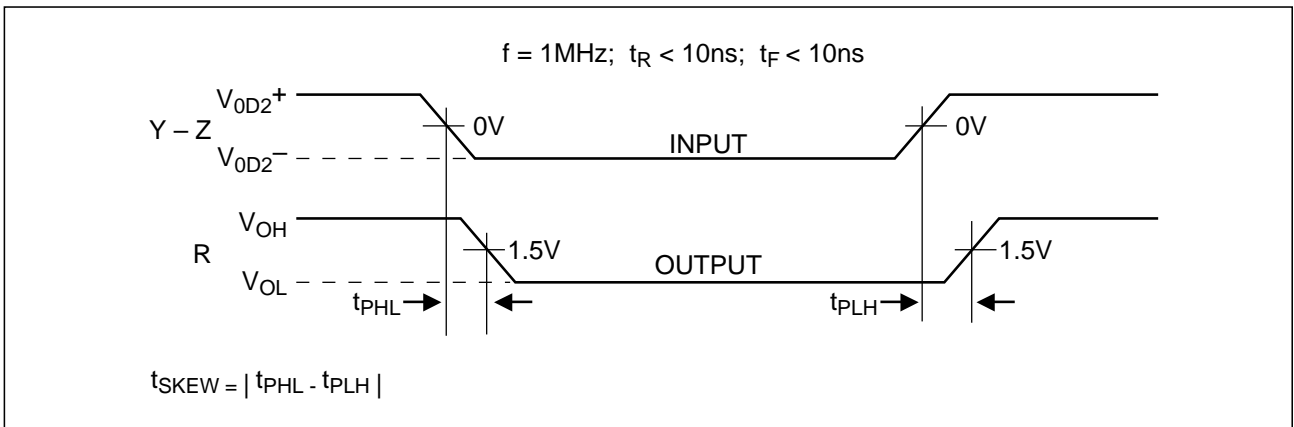 f = 1MHz; tR < 10ns; tF < 10ns
V0D2+
Y – Z
0V
0V
V0D2–
INPUT
VOH
R
1.5V
1.5V
VOL
OUTPUT
tPHL
tPLH
tSKEW = | tPHL - tPLH |